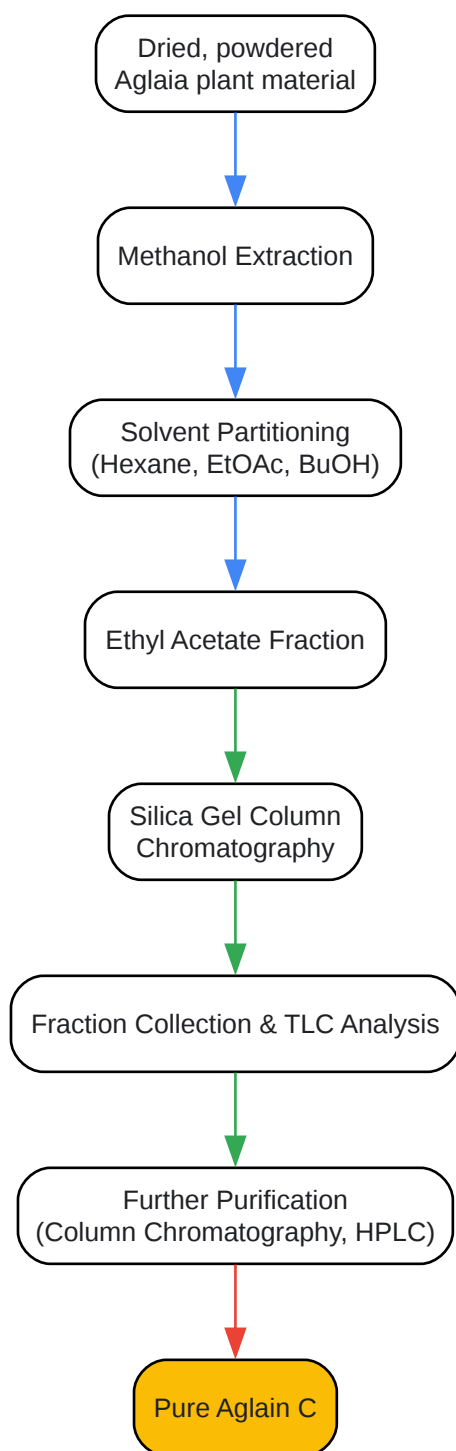 Dried, powdered
Aglaia plant material
Methanol Extraction
Solvent Partitioning
(Hexane, EtOAc, BuOH)
Ethyl Acetate Fraction
Silica Gel Column
Chromatography
Fraction Collection & TLC Analysis
Further Purification
(Column Chromatography, HPLC)
Pure Aglain C